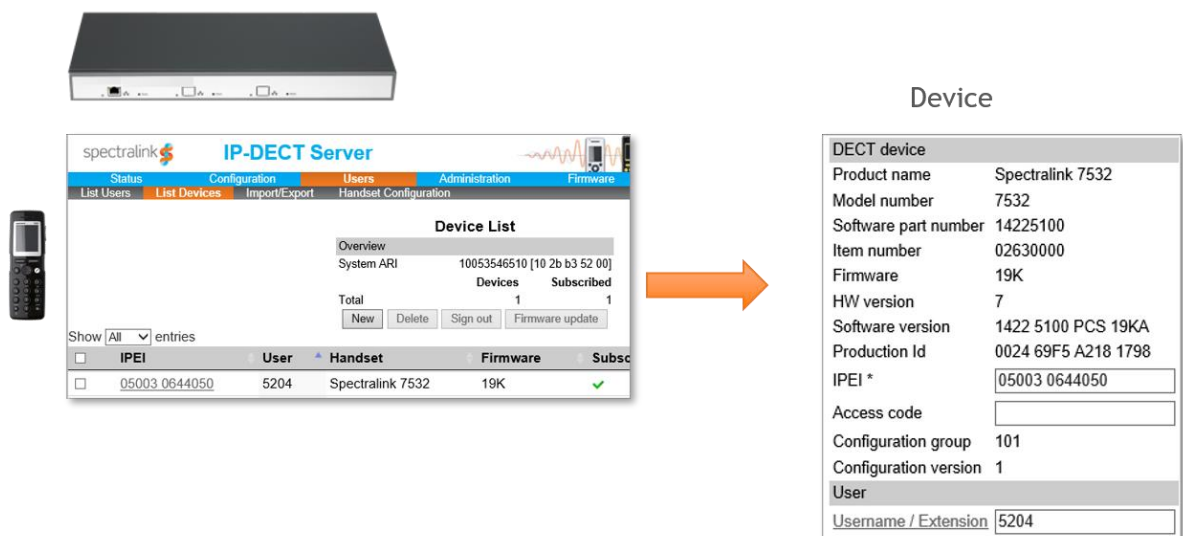 Device
spectralink IP-DECT Server
Status Configuration Users Administration Firmware
List Users List Devices Import/Export Handset Configuration
Device List
Overview
System ARI 10053546510 [10 2b b3 52 00]
Devices Subscribed
Total 1 1
New Delete Sign out Firmware update
Show All entries
IPEI User Handset Firmware Subsc
05003 0644050 5204 Spectralink 7532 19K
DECT device
Product name Spectralink 7532
Model number 7532
Software part number 14225100
Item number 02630000
Firmware 19K
HW version 7
Software version 1422 5100 PCS 19KA
Production Id 0024 69F5 A218 1798
IPEI * 05003 0644050
Access code
Configuration group 101
Configuration version 1
User
Username / Extension 5204